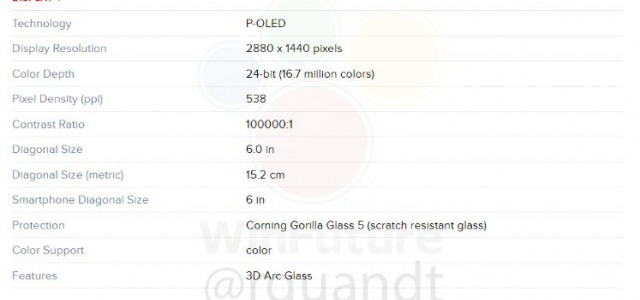 DISPLAY
Technology P-OLED
Display Resolution 2880 x 1440 pixels
Color Depth 24-bit (16.7 million colors)
Pixel Density (ppi) 538
Contrast Ratio 100000:1
Diagonal Size 6.0 in
Diagonal Size (metric) 15.2 cm
Smartphone Diagonal Size 6 in
Protection Corning Gorilla Glass 5 (scratch resistant glass)
Color Support color
WinFuture
Features 3D Arc Glass
@rquandt